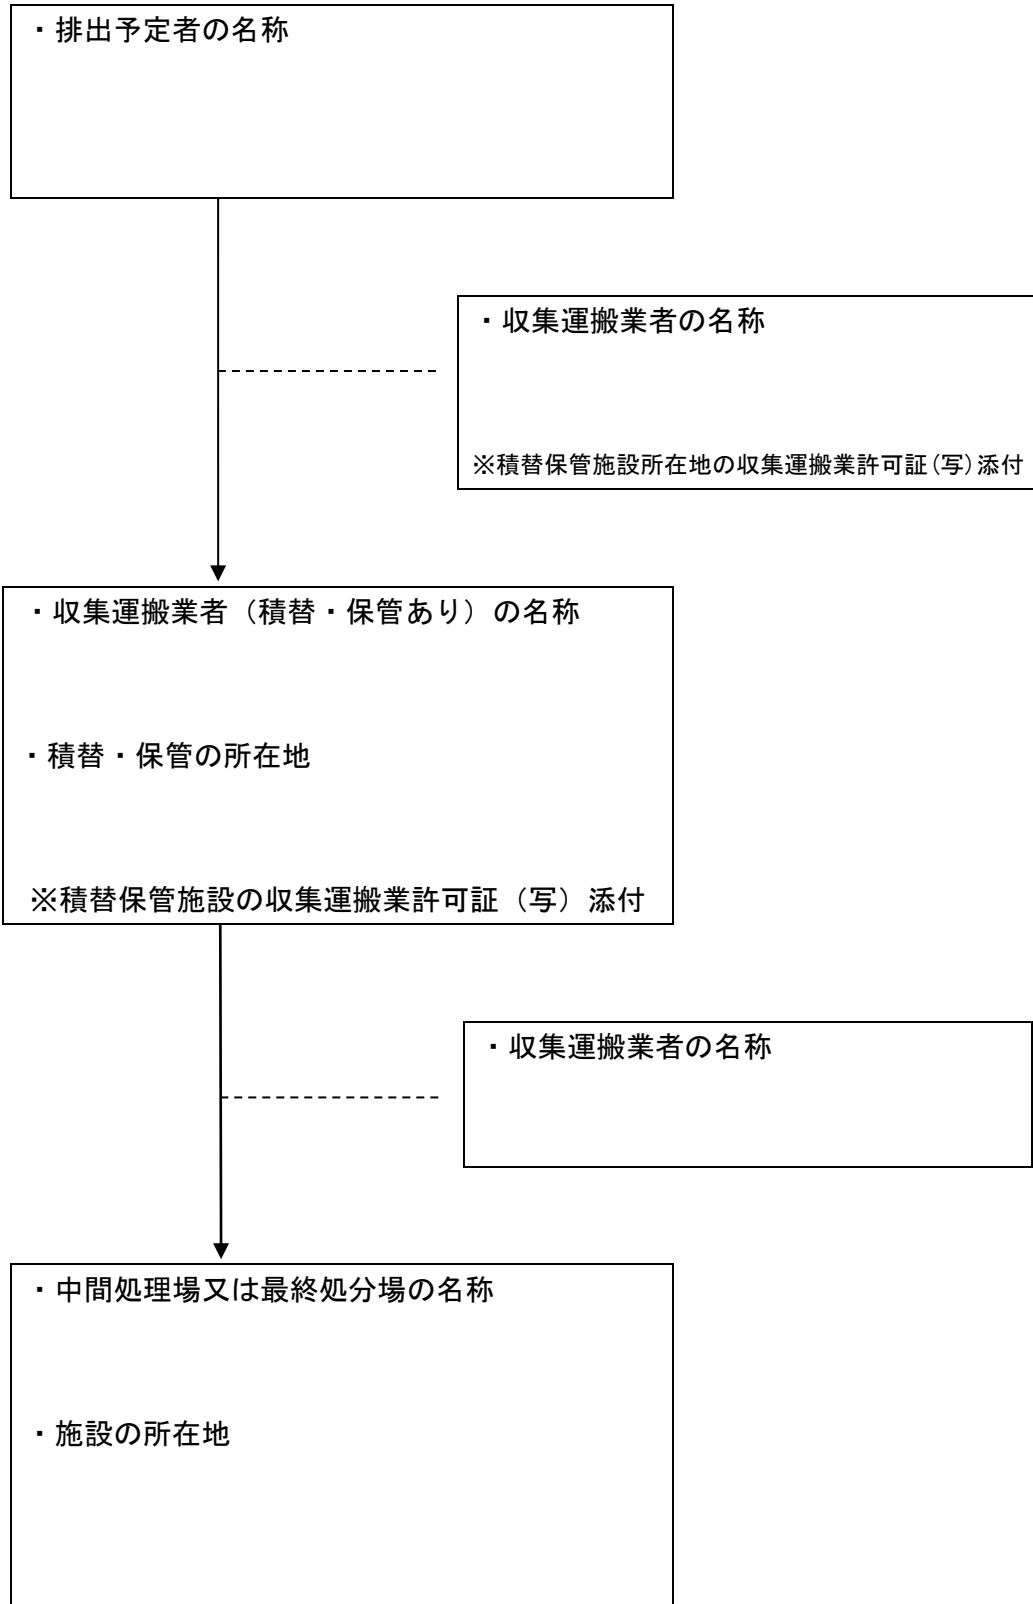 ・排出予定者の名称
・収集運搬業者の名称
※積替保管施設所在地の収集運搬業許可証(写)添付
・収集運搬業者（積替・保管あり）の名称
・積替・保管の所在地
※積替保管施設の収集運搬業許可証（写）添付
・収集運搬業者の名称
・中間処理場又は最終処分場の名称
・施設の所在地